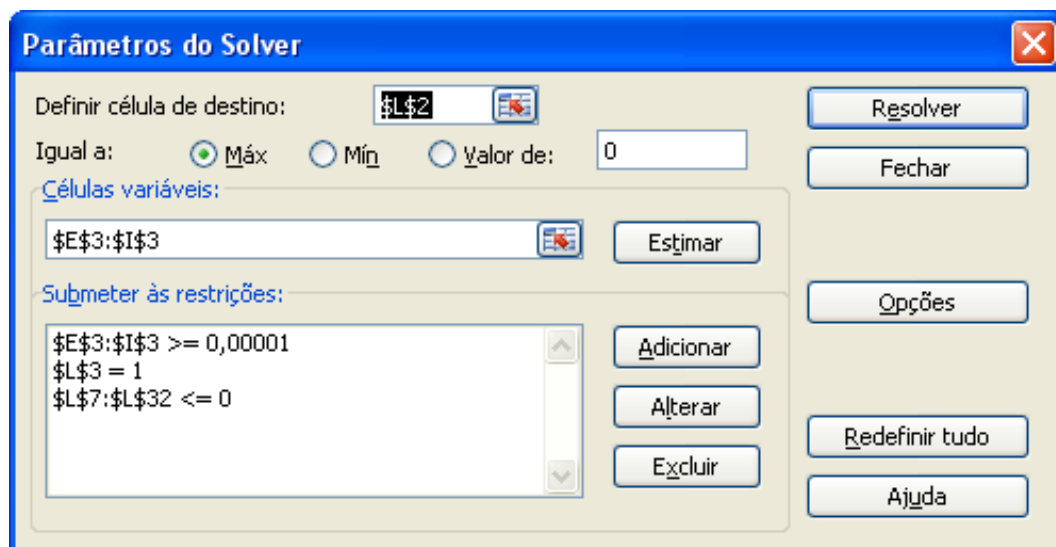 Parâmetros do Solver
Definir célula de destino: $L$2
Resolver
Igual a: Máx Mín Valor de: 0
Fechar
Células variáveis:
$E$3:$I$3
Estimar
Submeter às restrições:
Opções
$E$3:$I$3 >= 0,00001
$L$3 = 1
$L$7:$L$32 <= 0
Adicionar
Alterar
Excluir
Redefinir tudo
Ajuda